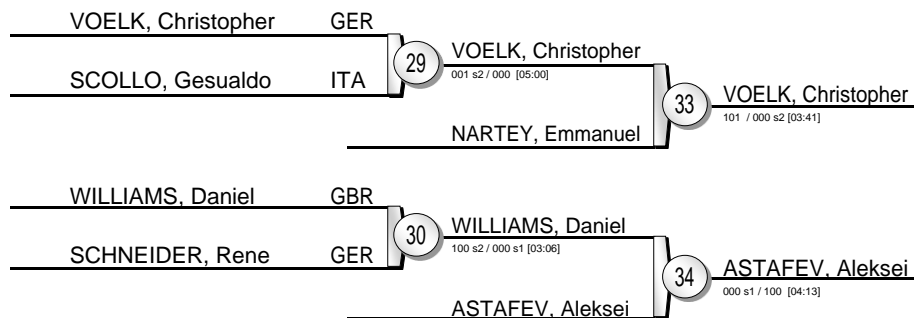 VOELK, Christopher GER
SCOLLO, Gesualdo ITA
29
VOELK, Christopher
001 s2 / 000 [05:00]
NARTEY, Emmanuel
33
VOELK, Christopher
101 / 000 s2 [03:41]
WILLIAMS, Daniel GBR
SCHNEIDER, Rene GER
30
WILLIAMS, Daniel
100 s2 / 000 s1 [03:06]
ASTAFEV, Aleksei
34
ASTAFEV, Aleksei
000 s1 / 100 [04:13]